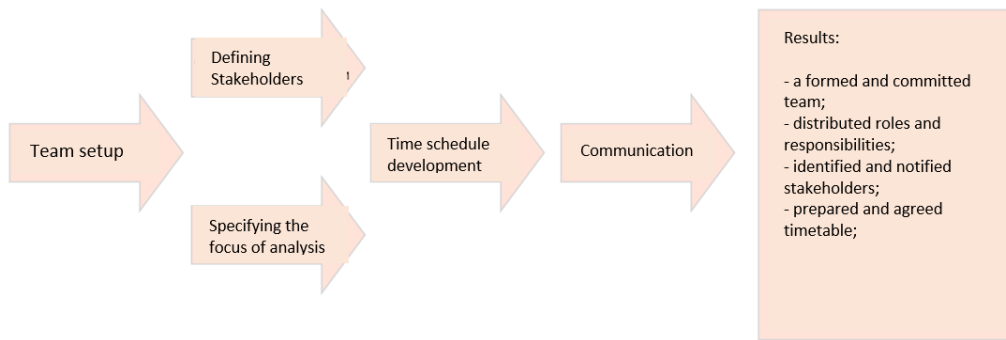 Team setup
Defining
Stakeholders
Specifying the
focus of analysis
Time schedule
development
Communication
Results:
- a formed and committed
team;
- distributed roles and
responsibilities;
- identified and notified
stakeholders;
- prepared and agreed
timetable;